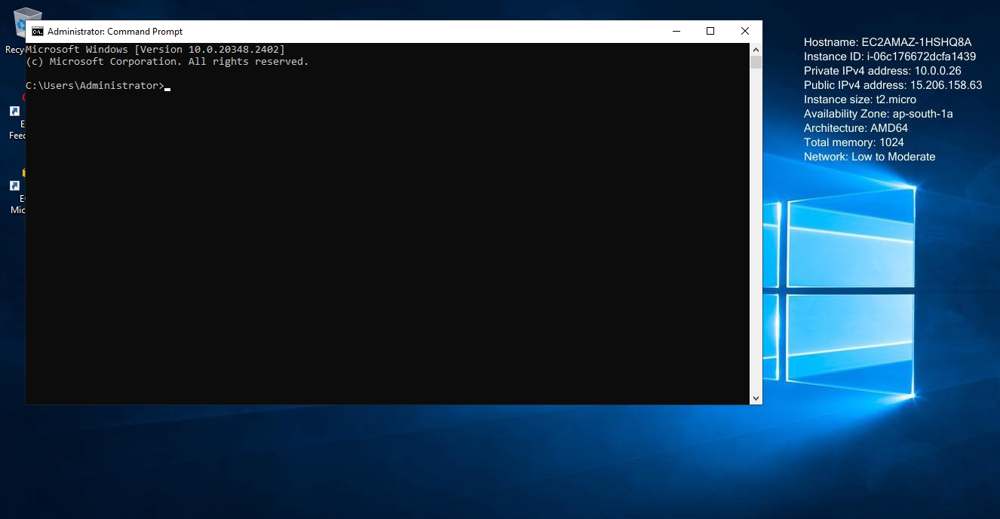 Administrator: Command Prompt
Microsoft Windows [Version 10.0.20348.2402]
(c) Microsoft Corporation. All rights reserved.
C:\Users\Administrator>
Recy
E
Feed
E
Mic
Hostname: EC2AMAZ-1HSHQ8A
Instance ID: i-06c176672dcfa1439
Private IPv4 address: 10.0.0.26
Public IPv4 address: 15.206.158.63
Instance size: t2.micro
Availability Zone: ap-south-1a
Architecture: AMD64
Total memory: 1024
Network: Low to Moderate